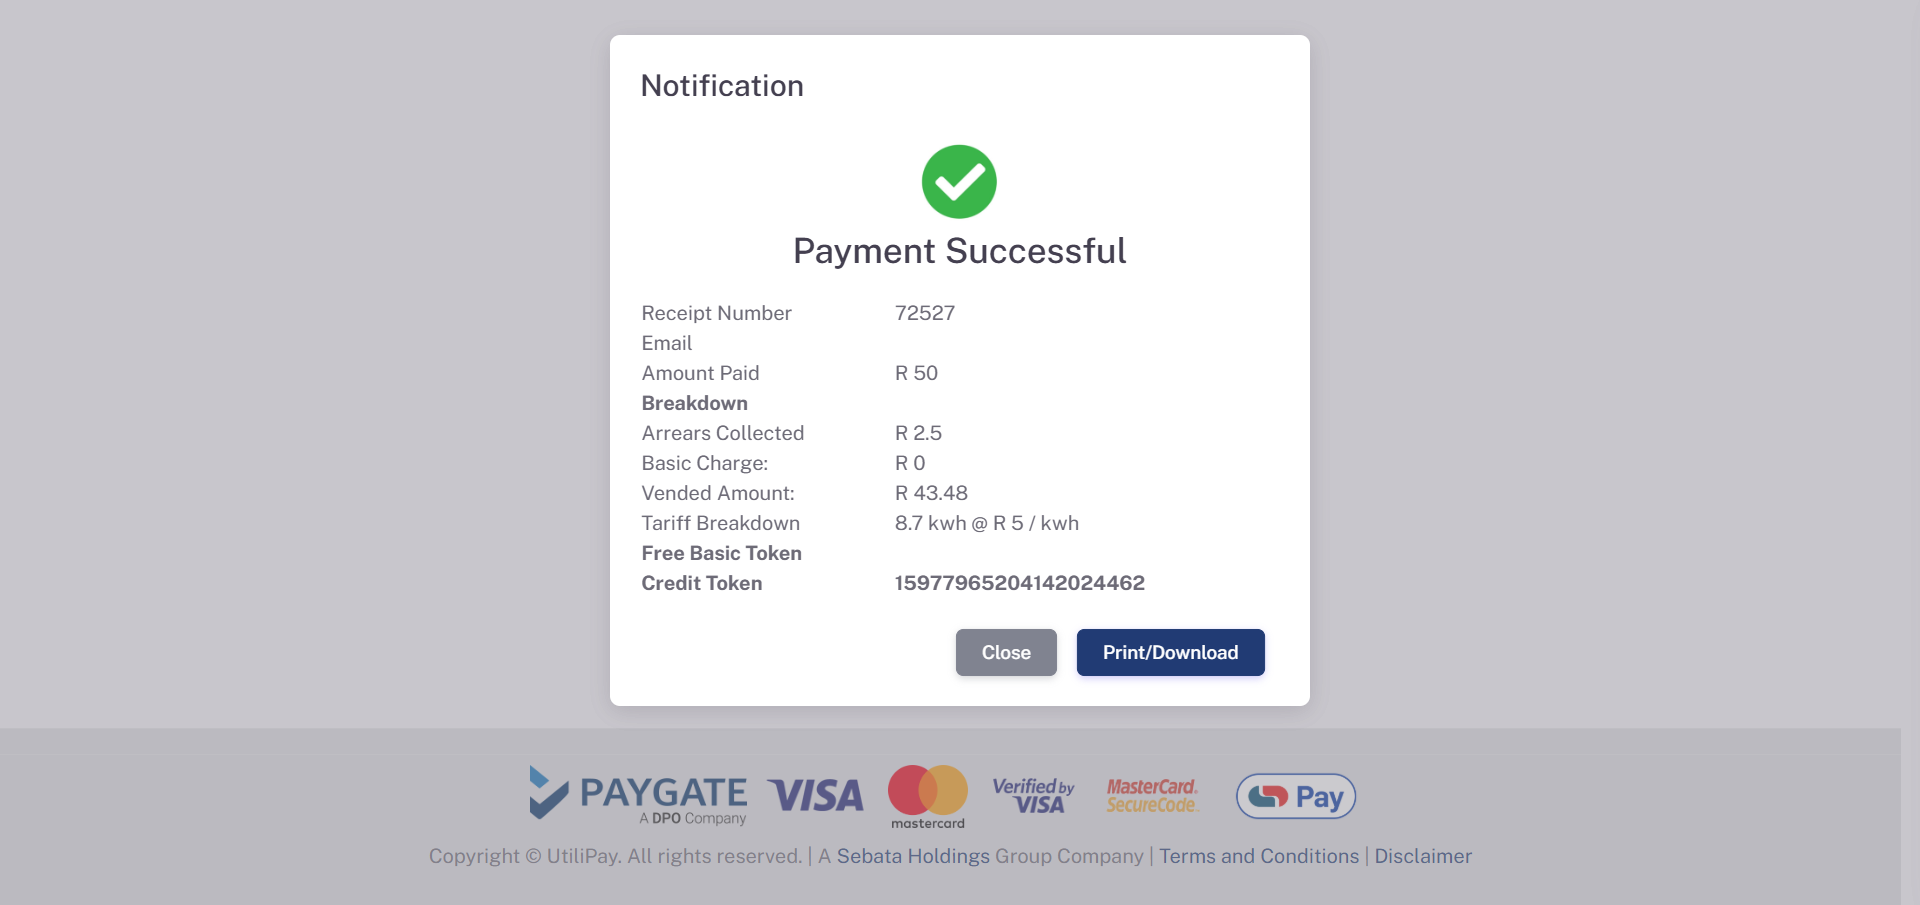 Notification
Payment Successful
Receipt Number 72527
Email
Amount Paid R 50
Breakdown
Arrears Collected R 2.5
Basic Charge: R 0
Vended Amount: R 43.48
Tariff Breakdown 8.7 kwh @ R 5 / kwh
Free Basic Token
Credit Token 15977965204142024462
Close Print/Download
PAYGATE
A DPO Company
VISA
mastercard
Verified by
VISA
MasterCard.
SecureCode.
Pay
Copyright © UtiliPay. All rights reserved. | A Sebata Holdings Group Company | Terms and Conditions | Disclaimer